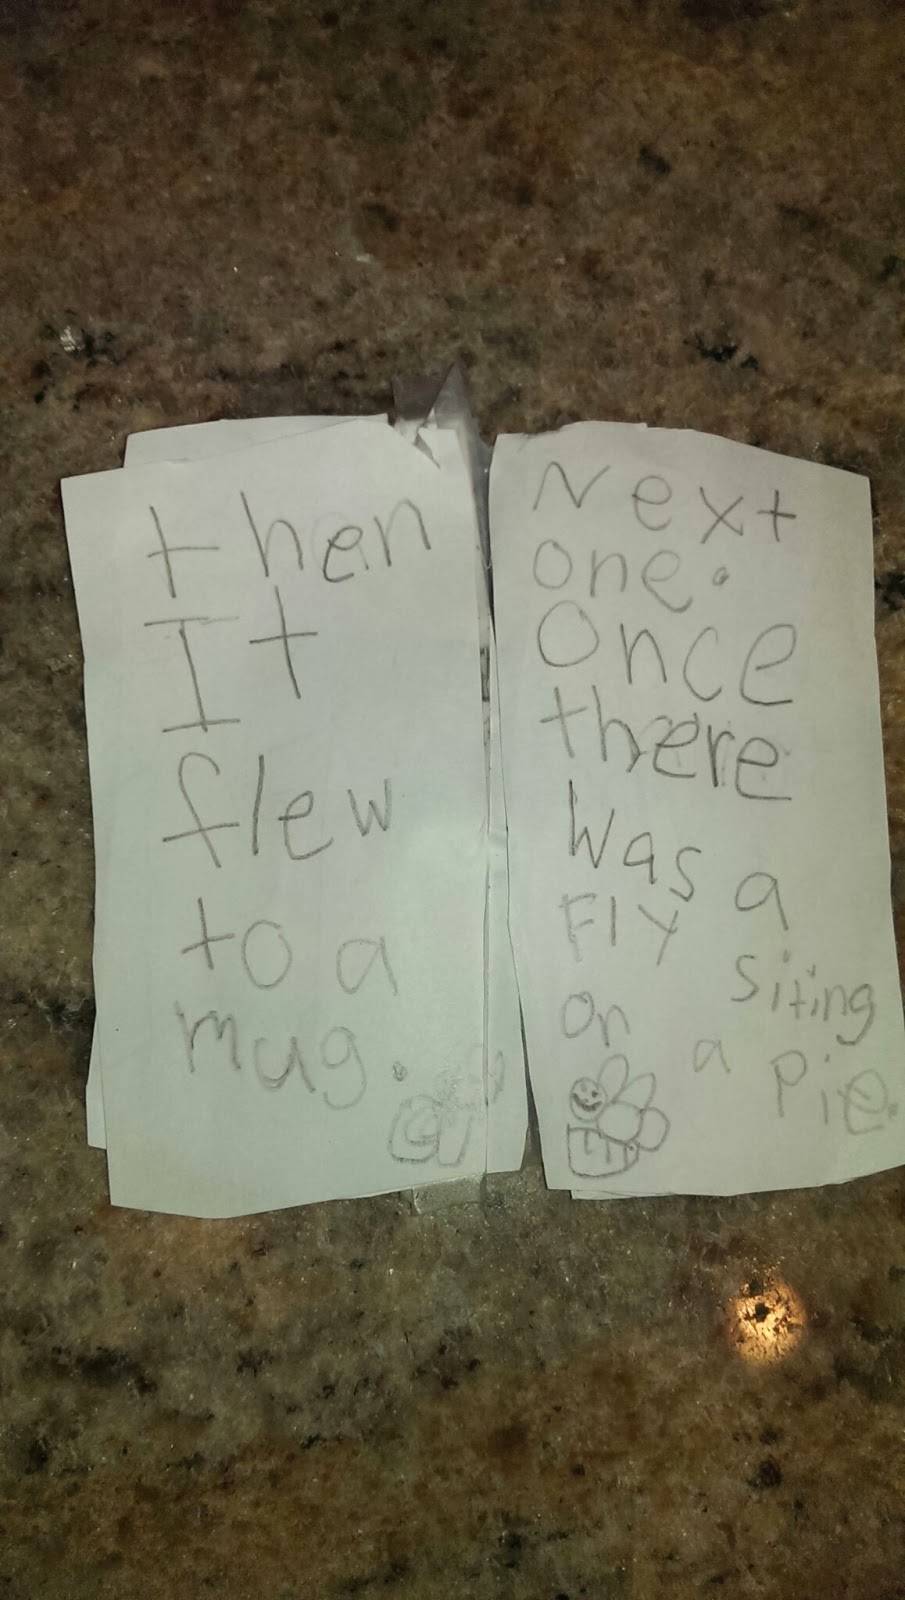 then
It
flew
to a
mug.
Next
one.
Once
there
was a
Fly siting
on a pie.